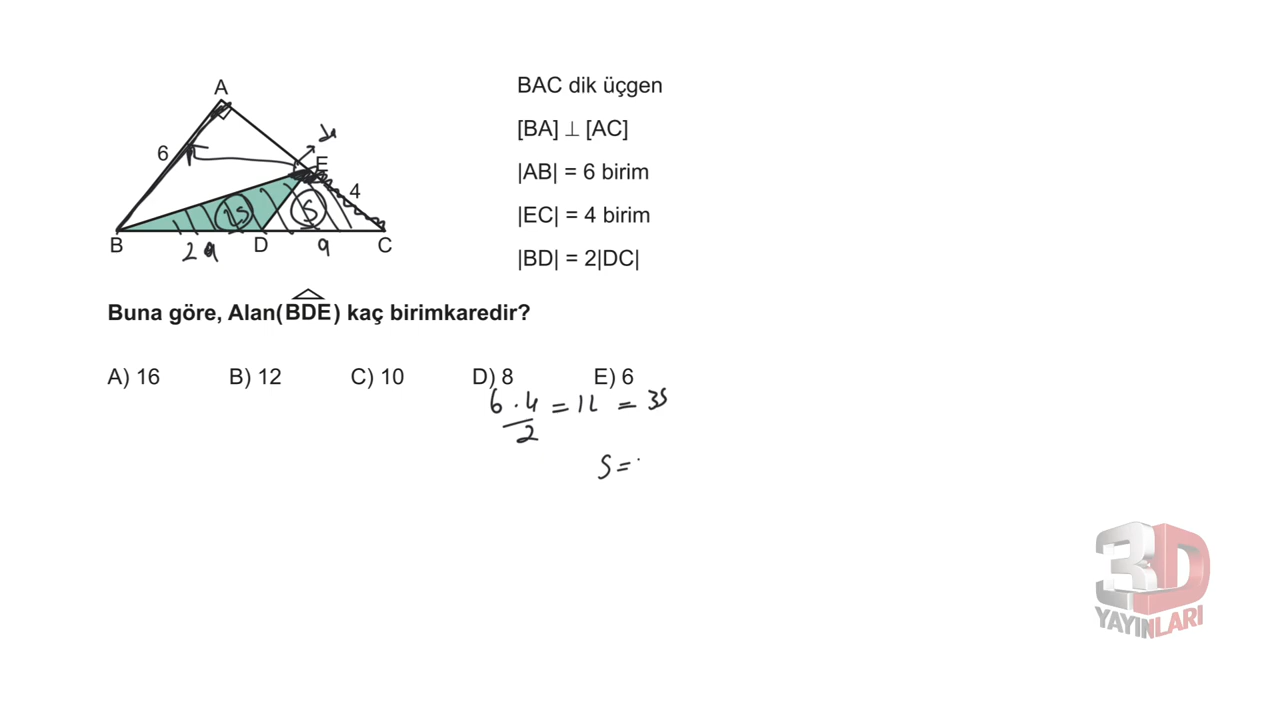 A
BAC dik üçgen
[BA] ⊥ [AC]
6
E
|AB| = 6 birim
4
|EC| = 4 birim
2S
S
B
D
C
2a
a
|BD| = 2|DC|
Buna göre, Alan(BDE) kaç birimkaredir?
A) 16 B) 12 C) 10 D) 8 E) 6
6 . 4 / 2 = 12 = 3S
S =
3D
YAYINLARI